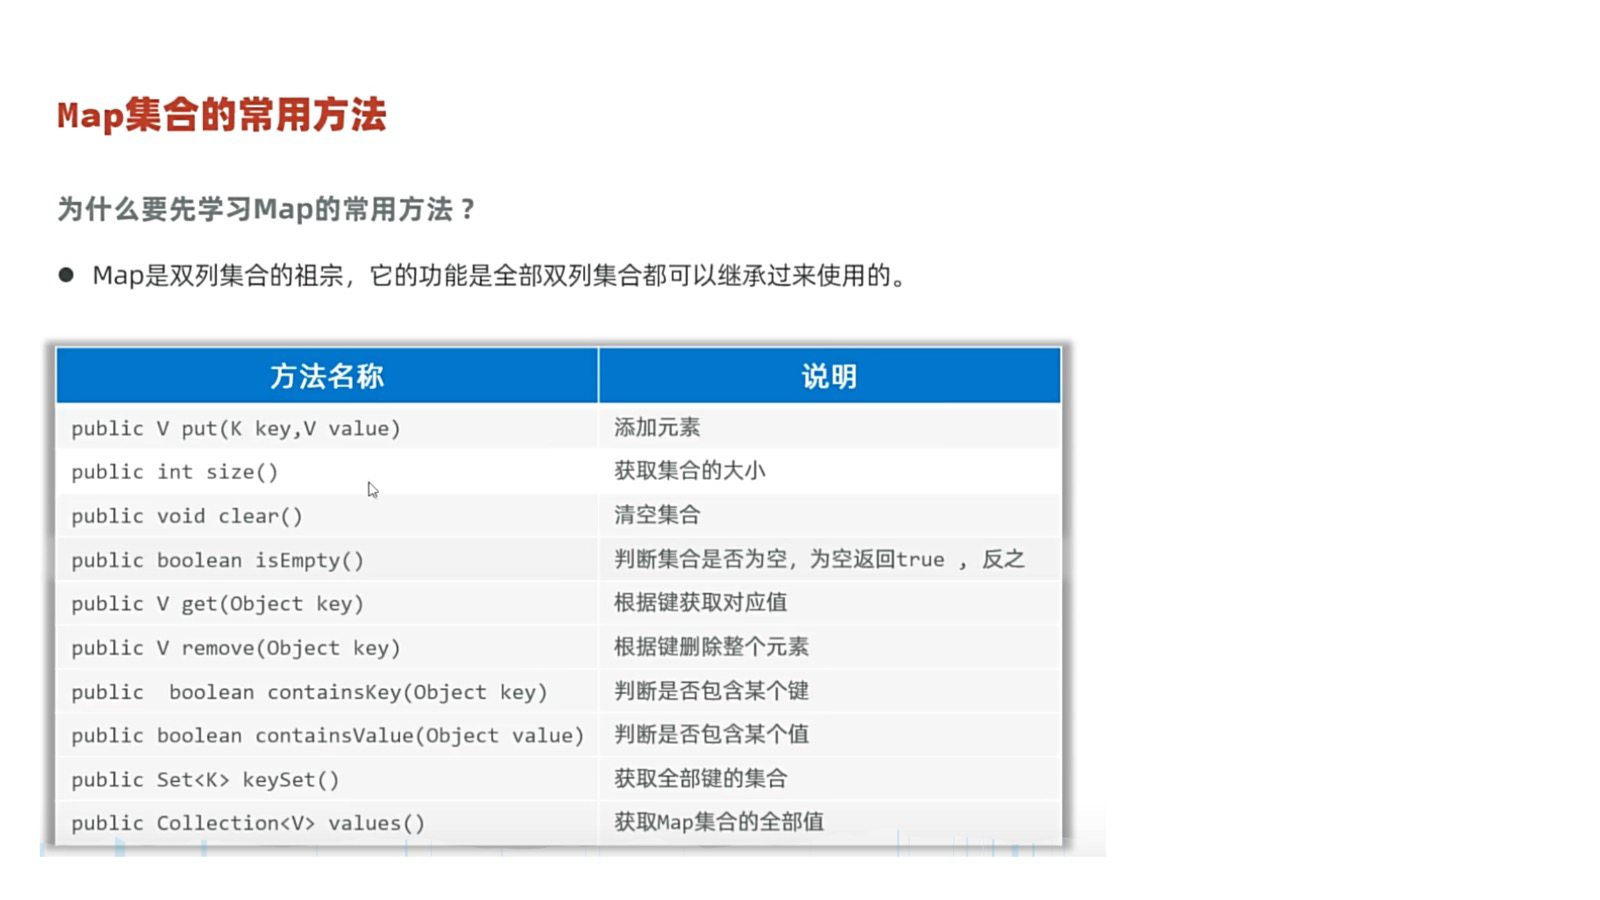 Map集合的常用方法
为什么要先学习Map的常用方法？
● Map是双列集合的祖宗，它的功能是全部双列集合都可以继承过来使用的。
方法名称 说明
public V put(K key,V value) 添加元素
public int size() 获取集合的大小
public void clear() 清空集合
public boolean isEmpty() 判断集合是否为空，为空返回true ，反之
public V get(Object key) 根据键获取对应值
public V remove(Object key) 根据键删除整个元素
public  boolean containsKey(Object key) 判断是否包含某个键
public boolean containsValue(Object value) 判断是否包含某个值
public Set<K> keySet() 获取全部键的集合
public Collection<V> values() 获取Map集合的全部值